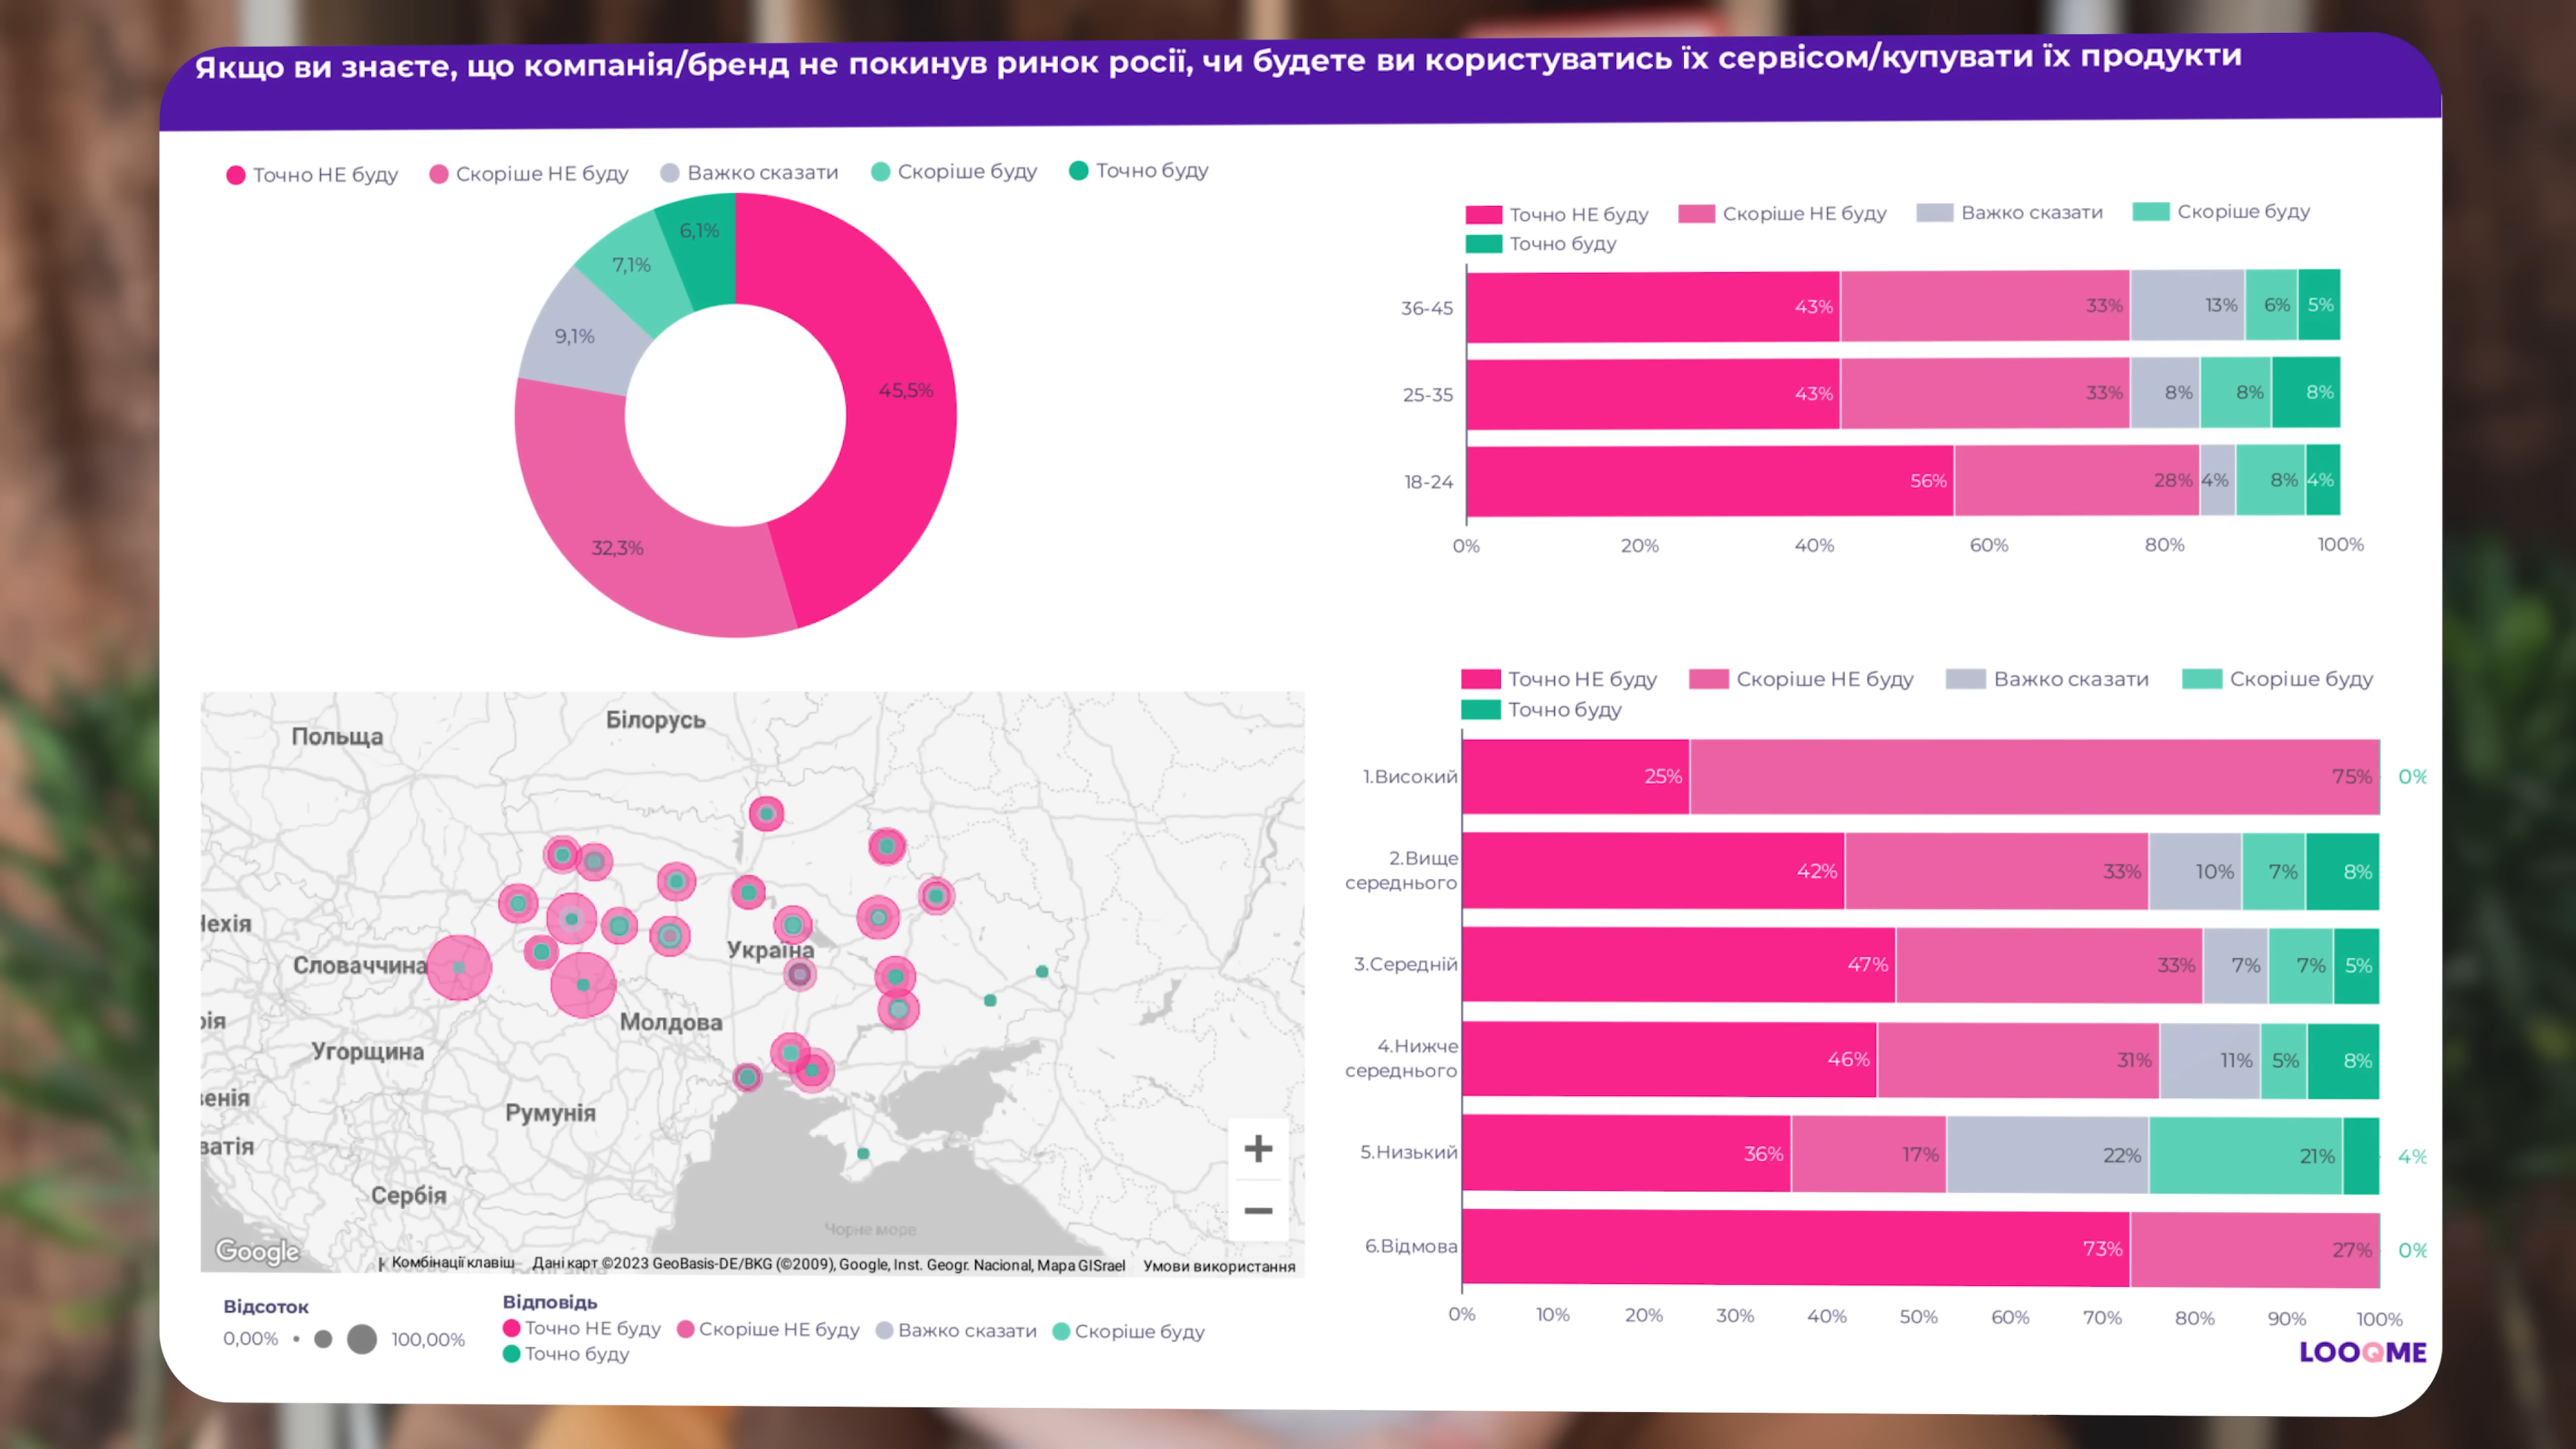 Якщо ви знаєте, що компанія/бренд не покинув ринок росії, чи будете ви користуватись їх сервісом/купувати їх продукти
Точно НЕ буду Скоріше НЕ буду Важко сказати Скоріше буду Точно буду
6,1%
7,1%
9,1%
45,5%
32,3%
Точно НЕ буду Скоріше НЕ буду Важко сказати Скоріше буду
Точно буду
36-45 43% 33% 13% 6% 5%
25-35 43% 33% 8% 8% 8%
18-24 56% 28% 4% 8% 4%
0% 20% 40% 60% 80% 100%
Білорусь
Польща
Чехія
Україна
Словаччина
Молдова
рія
Угорщина
венія
Румунія
ватія
Сербія
Чорне море
+
−
Google
Комбінації клавіш Дані карт ©2023 GeoBasis-DE/BKG (©2009), Google, Inst. Geogr. Nacional, Mapa GISrael Умови використання
Відсоток
0,00% 100,00%
Відповідь
Точно НЕ буду Скоріше НЕ буду Важко сказати Скоріше буду
Точно буду
Точно НЕ буду Скоріше НЕ буду Важко сказати Скоріше буду
Точно буду
1.Високий 25% 75% 0%
2.Вище
середнього 42% 33% 10% 7% 8%
3.Середній 47% 33% 7% 7% 5%
4.Нижче
середнього 46% 31% 11% 5% 8%
5.Низький 36% 17% 22% 21% 4%
6.Відмова 73% 27% 0%
0% 10% 20% 30% 40% 50% 60% 70% 80% 90% 100%
LOOQME